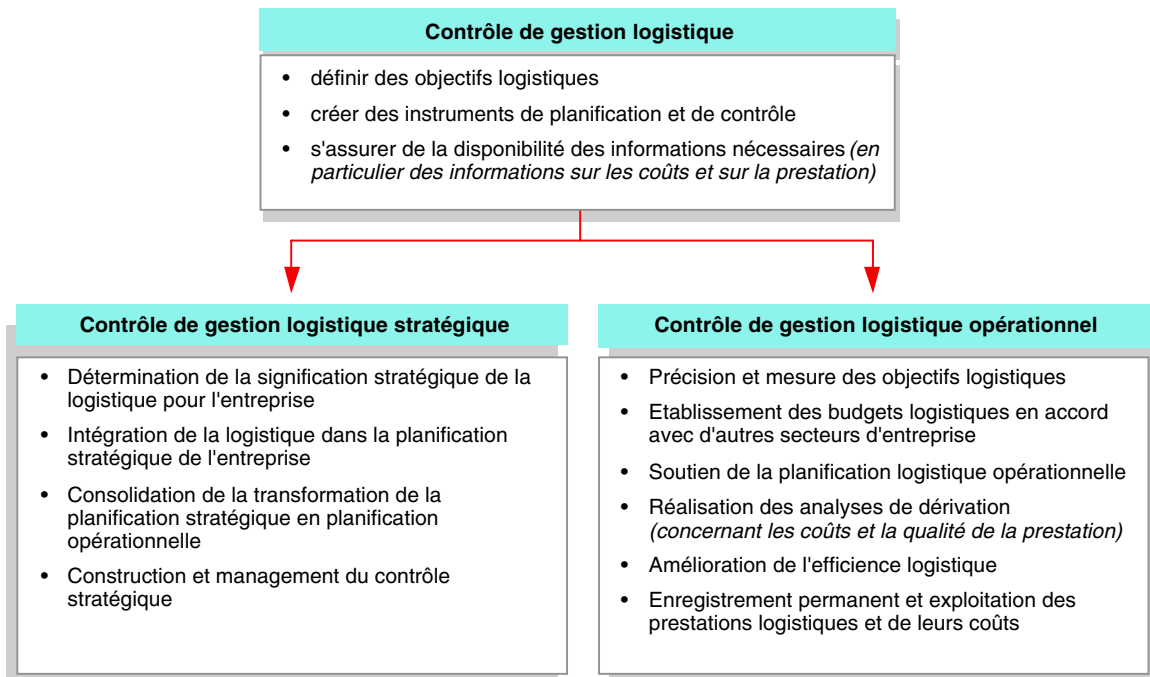 Contrôle de gestion logistique
• définir des objectifs logistiques
• créer des instruments de planification et de contrôle
• s'assurer de la disponibilité des informations nécessaires (en
particulier des informations sur les coûts et sur la prestation)
Contrôle de gestion logistique stratégique
• Détermination de la signification stratégique de la
logistique pour l'entreprise
• Intégration de la logistique dans la planification
stratégique de l'entreprise
• Consolidation de la transformation de la
planification stratégique en planification
opérationnelle
• Construction et management du contrôle
stratégique
Contrôle de gestion logistique opérationnel
• Précision et mesure des objectifs logistiques
• Etablissement des budgets logistiques en accord
avec d'autres secteurs d'entreprise
• Soutien de la planification logistique opérationnelle
• Réalisation des analyses de dérivation
(concernant les coûts et la qualité de la prestation)
• Amélioration de l'efficience logistique
• Enregistrement permanent et exploitation des
prestations logistiques et de leurs coûts